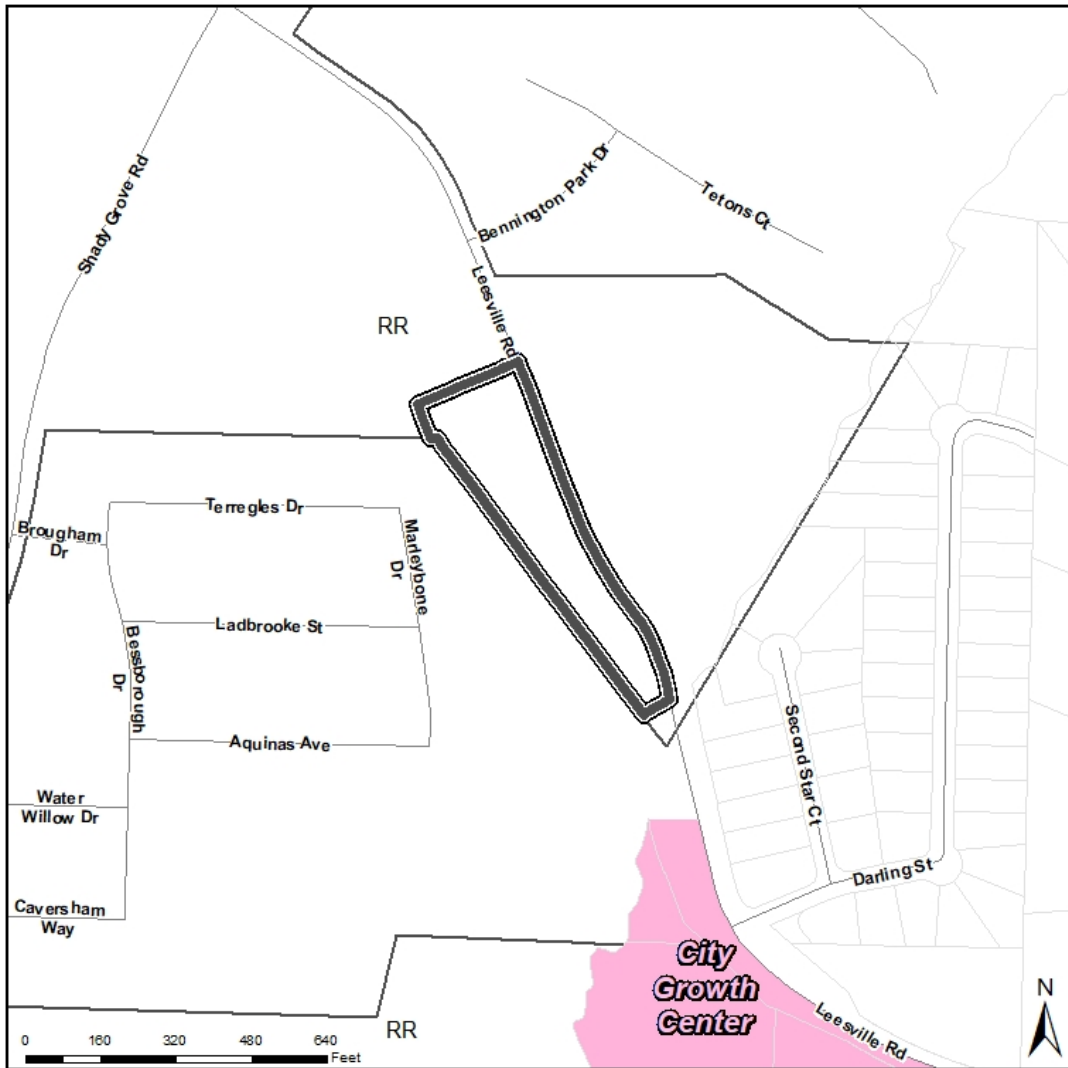 Shady Grove Rd
Bennington Park Dr
Tetons Ct
Leesville Rd
RR
Terregles Dr
Brougham
Dr
Marleybone
Dr
Ladbrooke St
Bessborough
Dr
Aquinas Ave
Second Star Ct
Water
Willow Dr
Darling St
Caversham
Way
City
Growth
Center
Leesville Rd
N
RR
0 160 320 480 640
Feet